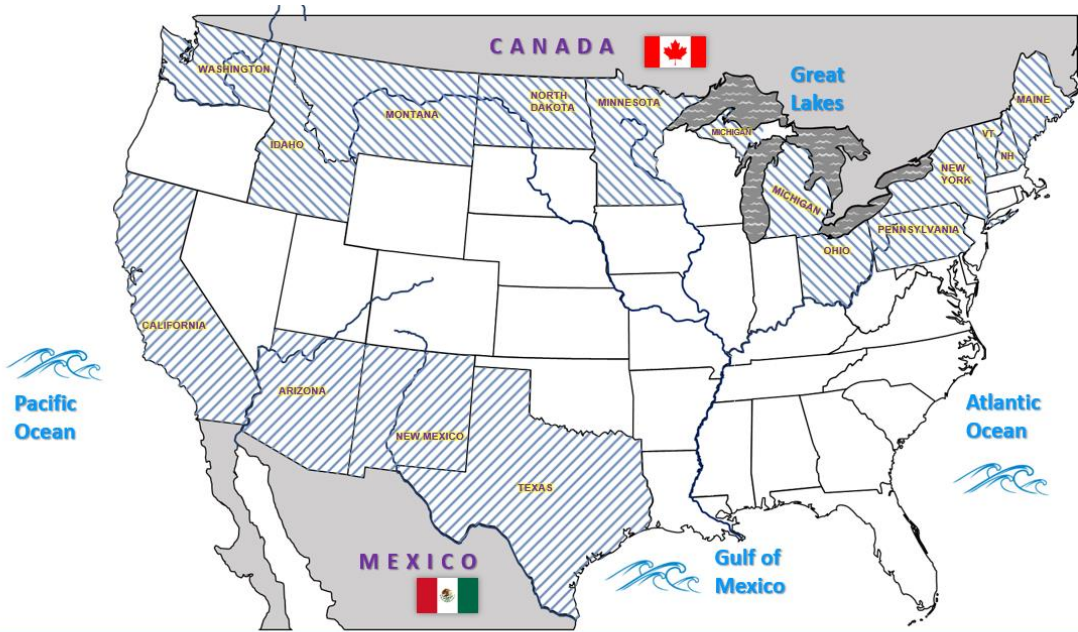 CANADA
Great
Lakes
WASHINGTON
NORTH
DAKOTA
MINNESOTA
MAINE
MONTANA
MICHIGAN
VT
NH
IDAHO
NEW
YORK
MICHIGAN
PENNSYLVANIA
OHIO
CALIFORNIA
ARIZONA
NEW MEXICO
TEXAS
Pacific
Ocean
Atlantic
Ocean
MEXICO
Gulf of
Mexico